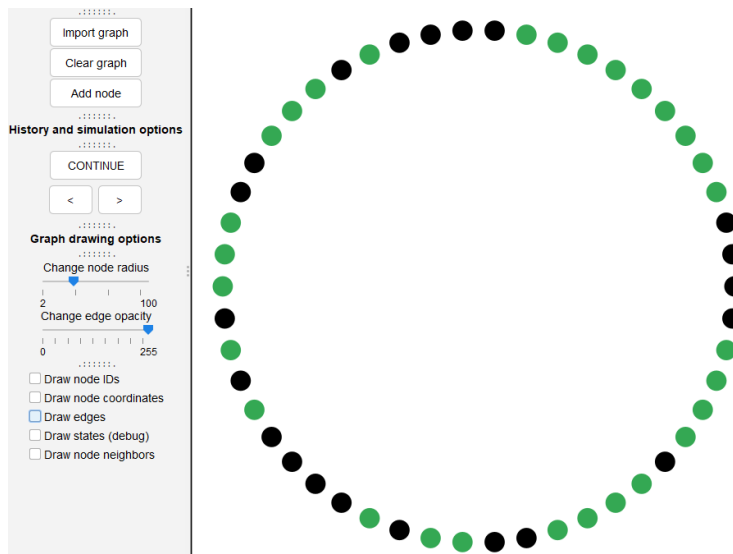 .::::::.
Import graph
Clear graph
Add node
.::::::.
History and simulation options
.::::::.
CONTINUE
< >
.::::::.
Graph drawing options
.::::::.
Change node radius
2 100
Change edge opacity
0 255
.::::::.
Draw node IDs
Draw node coordinates
Draw edges
Draw states (debug)
Draw node neighbors